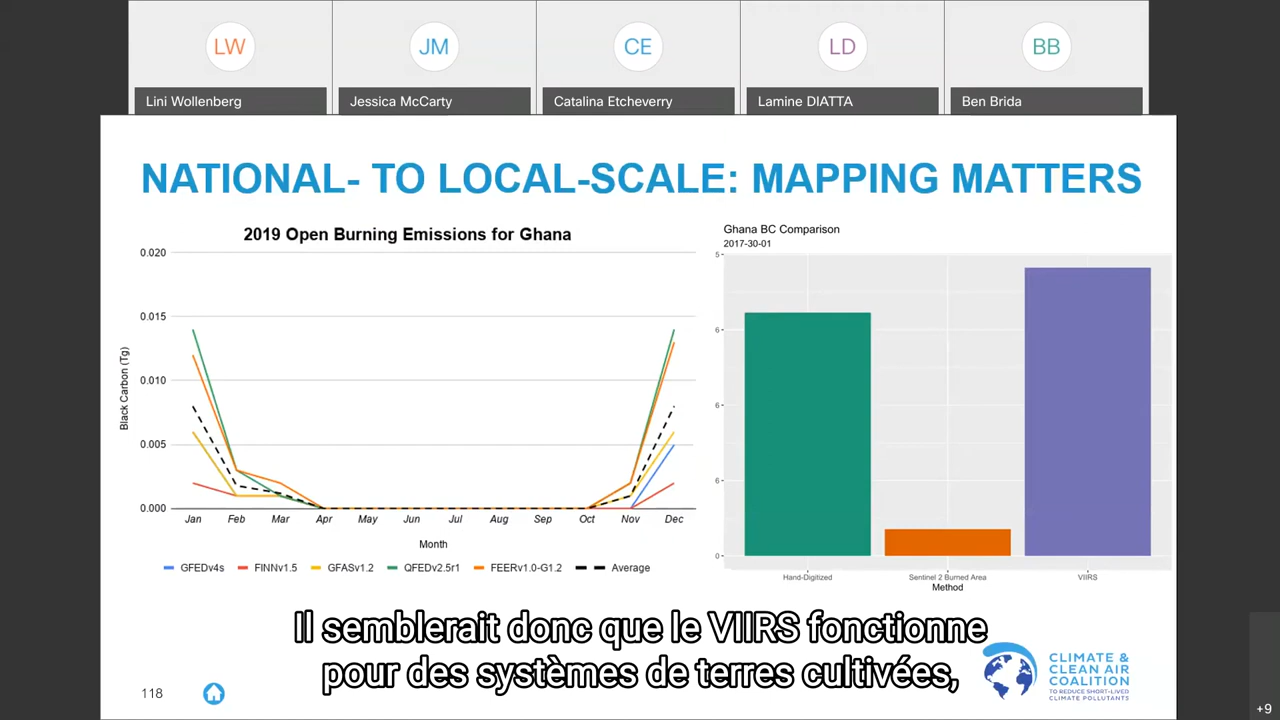 LW
JM
CE
LD
BB
Lini Wollenberg
Jessica McCarty
Catalina Etcheverry
Lamine DIATTA
Ben Brida
NATIONAL- TO LOCAL-SCALE: MAPPING MATTERS
2019 Open Burning Emissions for Ghana
0.020
0.015
0.010
0.005
0.000
Black Carbon (Tg)
Jan Feb Mar Apr May Jun Jul Aug Sep Oct Nov Dec
Month
GFEDv4s FINNv1.5 GFASv1.2 QFEDv2.5r1 FEERv1.0-G1.2 Average
Ghana BC Comparison
2017-30-01
5
6
6
6
0
Hand-Digitized Sentinel 2 Burned Area VIIRS
Method
Il semblerait donc que le VIIRS fonctionne
pour des systèmes de terres cultivées,
118
CLIMATE &
CLEAN AIR
COALITION
TO REDUCE SHORT-LIVED
CLIMATE POLLUTANTS
+9